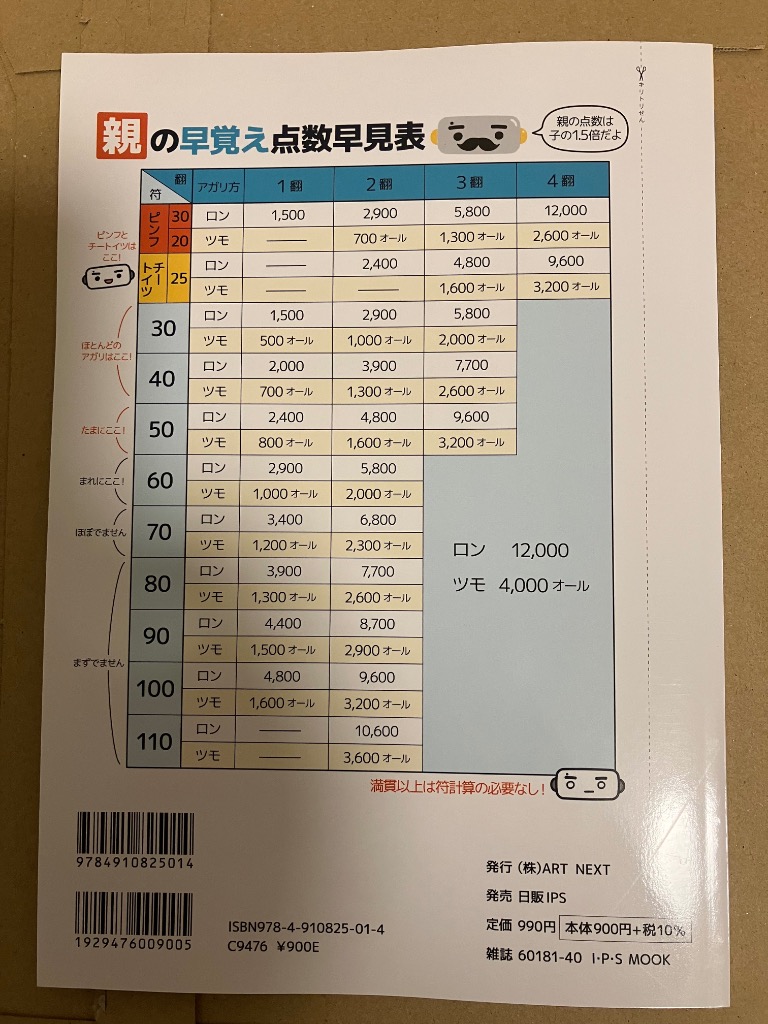 キリトリせん
親の早覚え点数早見表
親の点数は
子の1.5倍だよ
符 翻 アガリ方 1翻 2翻 3翻 4翻
ピンフとチートイツはここ!
ピンフ 30 ロン 1,500 2,900 5,800 12,000
20 ツモ —— 700オール 1,300オール 2,600オール
チートイツ 25 ロン —— 2,400 4,800 9,600
ツモ —— —— 1,600オール 3,200オール
ほとんどのアガリはここ!
30 ロン 1,500 2,900 5,800
ツモ 500オール 1,000オール 2,000オール
40 ロン 2,000 3,900 7,700
ツモ 700オール 1,300オール 2,600オール
たまにここ!
50 ロン 2,400 4,800 9,600
ツモ 800オール 1,600オール 3,200オール
まれにここ!
60 ロン 2,900 5,800
ツモ 1,000オール 2,000オール
ほぼでません
70 ロン 3,400 6,800
ツモ 1,200オール 2,300オール
まずでません
80 ロン 3,900 7,700
ツモ 1,300オール 2,600オール
90 ロン 4,400 8,700
ツモ 1,500オール 2,900オール
100 ロン 4,800 9,600
ツモ 1,600オール 3,200オール
110 ロン —— 10,600
ツモ —— 3,600オール
ロン 12,000
ツモ 4,000オール
満貫以上は符計算の必要なし!
9784910825014
1929476009005
ISBN978-4-910825-01-4
C9476 ¥900E
発行 (株)ART NEXT
発売 日販IPS
定価 990円 本体900円+税10%
雑誌 60181-40 I・P・S MOOK